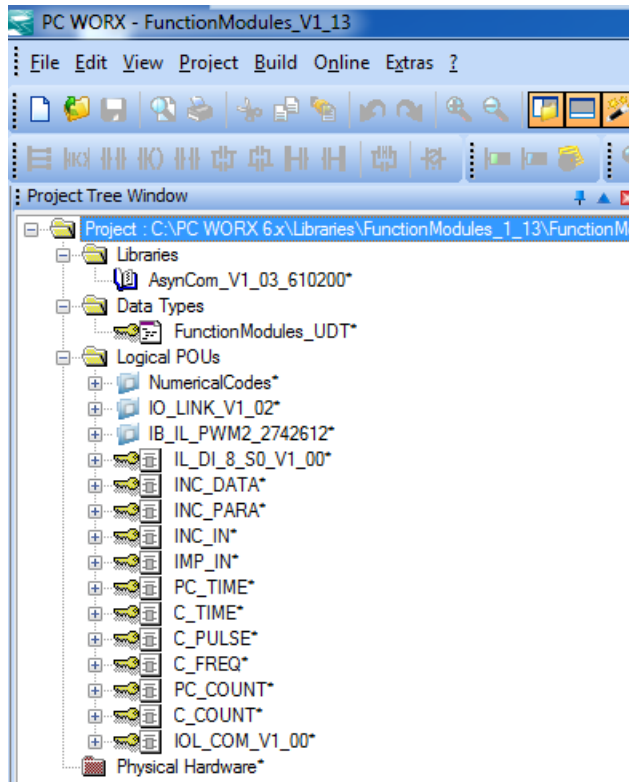 PC WORX - FunctionModules_V1_13
File Edit View Project Build Online Extras ?
Project Tree Window
Project : C:\PC WORX 6.x\Libraries\FunctionModules_1_13\FunctionM
Libraries
AsynCom_V1_03_610200*
Data Types
FunctionModules_UDT*
Logical POUs
NumericalCodes*
IO_LINK_V1_02*
IB_IL_PWM2_2742612*
IL_DI_8_S0_V1_00*
INC_DATA*
INC_PARA*
INC_IN*
IMP_IN*
PC_TIME*
C_TIME*
C_PULSE*
C_FREQ*
PC_COUNT*
C_COUNT*
IOL_COM_V1_00*
Physical Hardware*